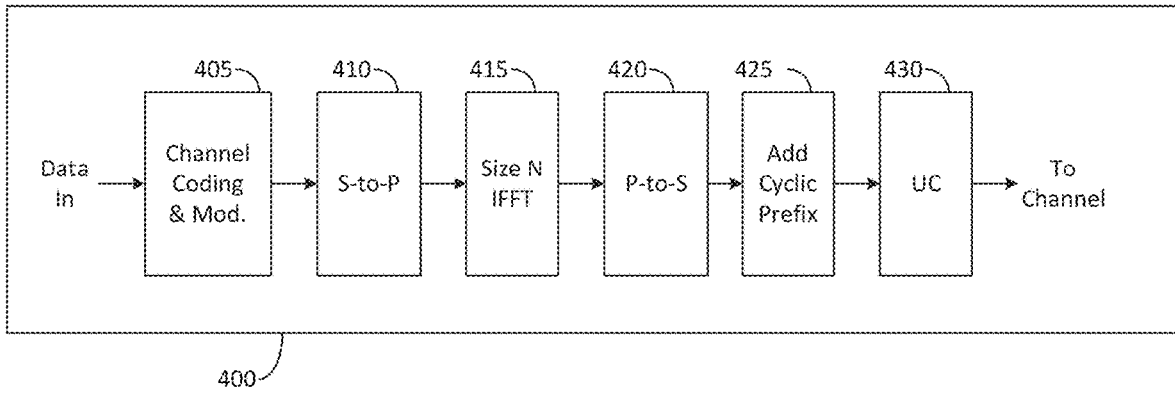 405
410
415
420
425
430
Data
In
Channel
Coding
& Mod.
S-to-P
Size N
IFFT
P-to-S
Add
Cyclic
Prefix
UC
To
Channel
400